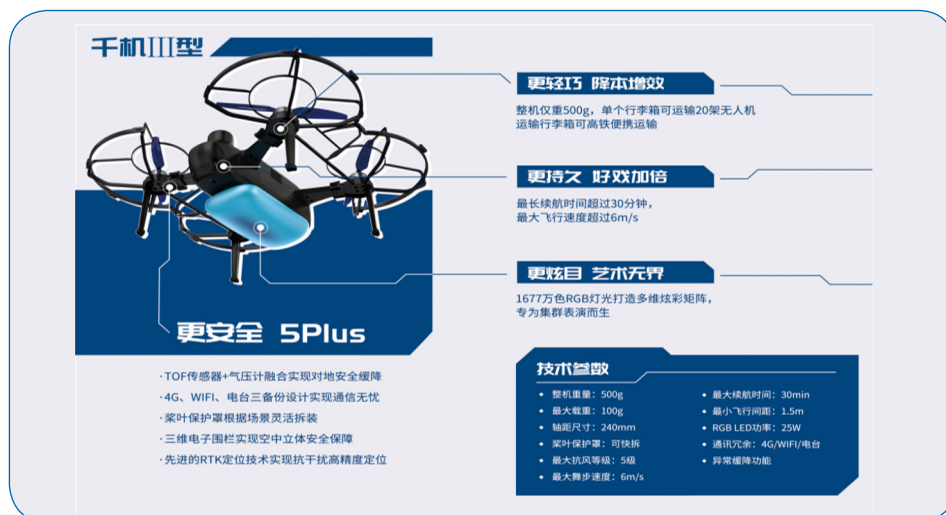 千机III型
更轻巧 降本增效
整机仅重500g，单个行李箱可运输20架无人机
运输行李箱可高铁便携运输
更持久 好戏加倍
最长续航时间超过30分钟，
最大飞行速度超过6m/s
更炫目 艺术无界
1677万色RGB灯光打造多维炫彩矩阵，
专为集群表演而生
更安全 5Plus
·TOF传感器+气压计融合实现对地安全缓降
·4G、WIFI、电台三备份设计实现通信无忧
·桨叶保护罩根据场景灵活拆装
·三维电子围栏实现空中立体安全保障
·先进的RTK定位技术实现抗干扰高精度定位
技术参数
• 整机重量：500g
• 最大载重：100g
• 轴距尺寸：240mm
• 桨叶保护罩：可快拆
• 最大抗风等级：5级
• 最大舞步速度：6m/s
• 最大续航时间：30min
• 最小飞行间距：1.5m
• RGB LED功率：25W
• 通讯冗余：4G/WIFI/电台
• 异常缓降功能